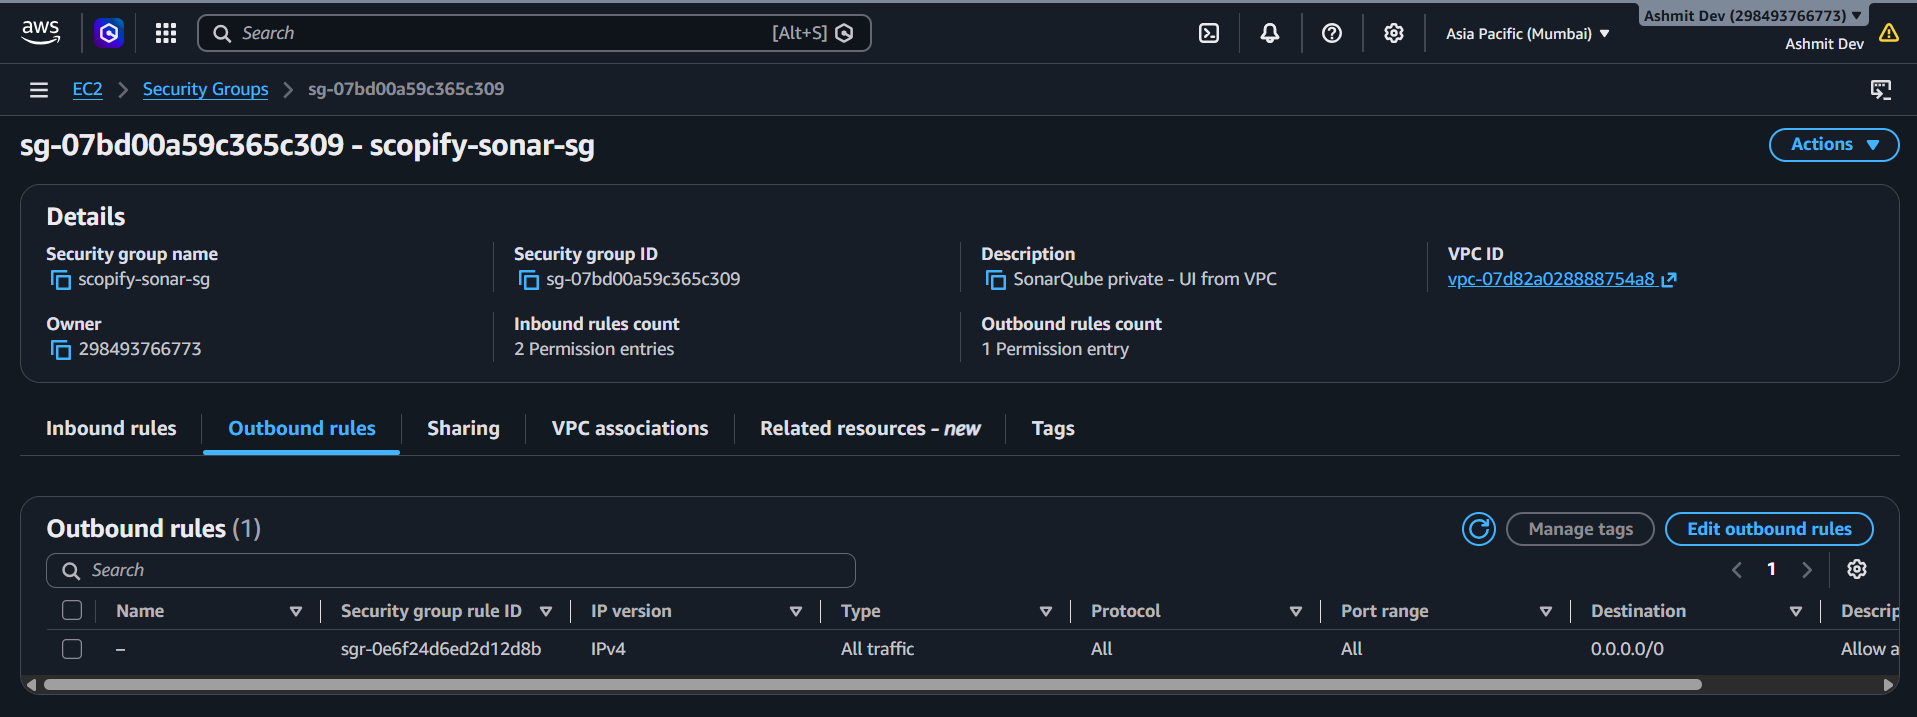 aws
Search
[Alt+S]
Asia Pacific (Mumbai)
Ashmit Dev (298493766773)
Ashmit Dev
EC2
Security Groups
sg-07bd00a59c365c309
sg-07bd00a59c365c309 - scopify-sonar-sg
Actions
Details
Security group name
scopify-sonar-sg
Security group ID
sg-07bd00a59c365c309
Description
SonarQube private - UI from VPC
VPC ID
vpc-07d82a028888754a8
Owner
298493766773
Inbound rules count
2 Permission entries
Outbound rules count
1 Permission entry
Inbound rules
Outbound rules
Sharing
VPC associations
Related resources - new
Tags
Outbound rules (1)
Manage tags
Edit outbound rules
Search
1
Name
Security group rule ID
IP version
Type
Protocol
Port range
Destination
Descrip
–
sgr-0e6f24d6ed2d12d8b
IPv4
All traffic
All
All
0.0.0.0/0
Allow a